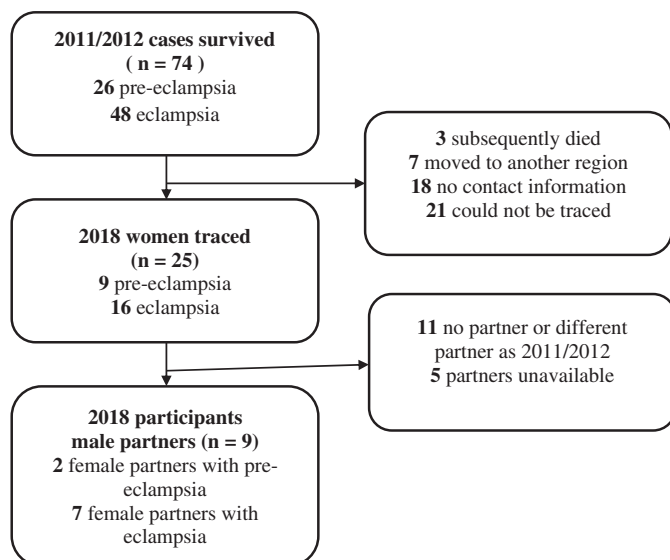 2011/2012 cases survived
( n = 74 )
26 pre-eclampsia
48 eclampsia
3 subsequently died
7 moved to another region
18 no contact information
21 could not be traced
2018 women traced
(n = 25)
9 pre-eclampsia
16 eclampsia
11 no partner or different
partner as 2011/2012
5 partners unavailable
2018 participants
male partners (n = 9)
2 female partners with pre-
eclampsia
7 female partners with
eclampsia